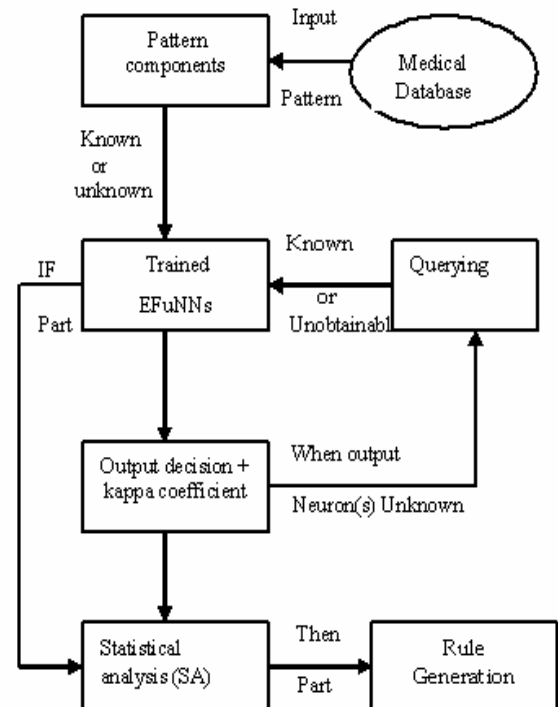 Input
Pattern
components
Medical
Database
Pattern
Known
or
unknown
Known
Trained
EFuNNs
Querying
IF
Part
or
Unobtainable
Output decision +
kappa coefficient
When output
Neuron(s) Unknown
Statistical
analysis (SA)
Then
Part
Rule
Generation